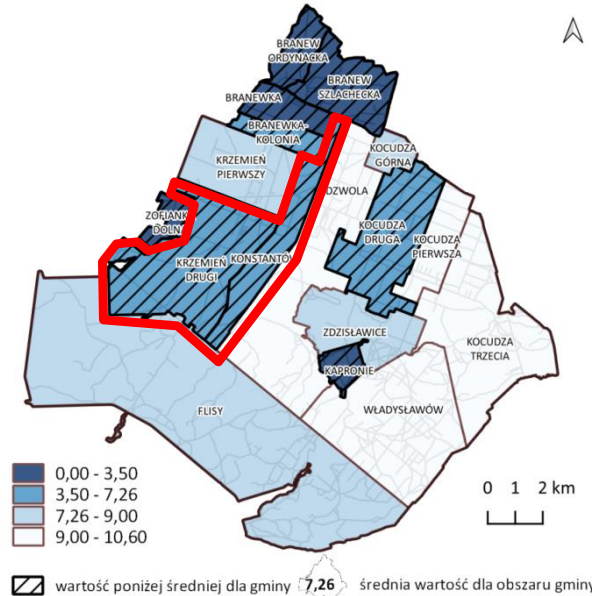 BRANEW
ORDYNACKA
BRANEW
SZLACHECKA
BRANEWKA
BRANEWKA-
KOLONIA
KOCUDZA
GÓRNA
KRZEMIEŃ
PIERWSZY
DZWOLA
ZOFIANKA
DOLNA
KOCUDZA
DRUGA
KOCUDZA
PIERWSZA
KRZEMIEŃ
DRUGI
KONSTANTÓW
ZDZISŁAWICE
KOCUDZA
TRZECIA
KAPRONIE
FLISY
WŁADYSŁAWÓW
0,00 - 3,50
3,50 - 7,26
7,26 - 9,00
9,00 - 10,60
0 1 2 km
wartość poniżej średniej dla gminy
7,26 średnia wartość dla obszaru gminy